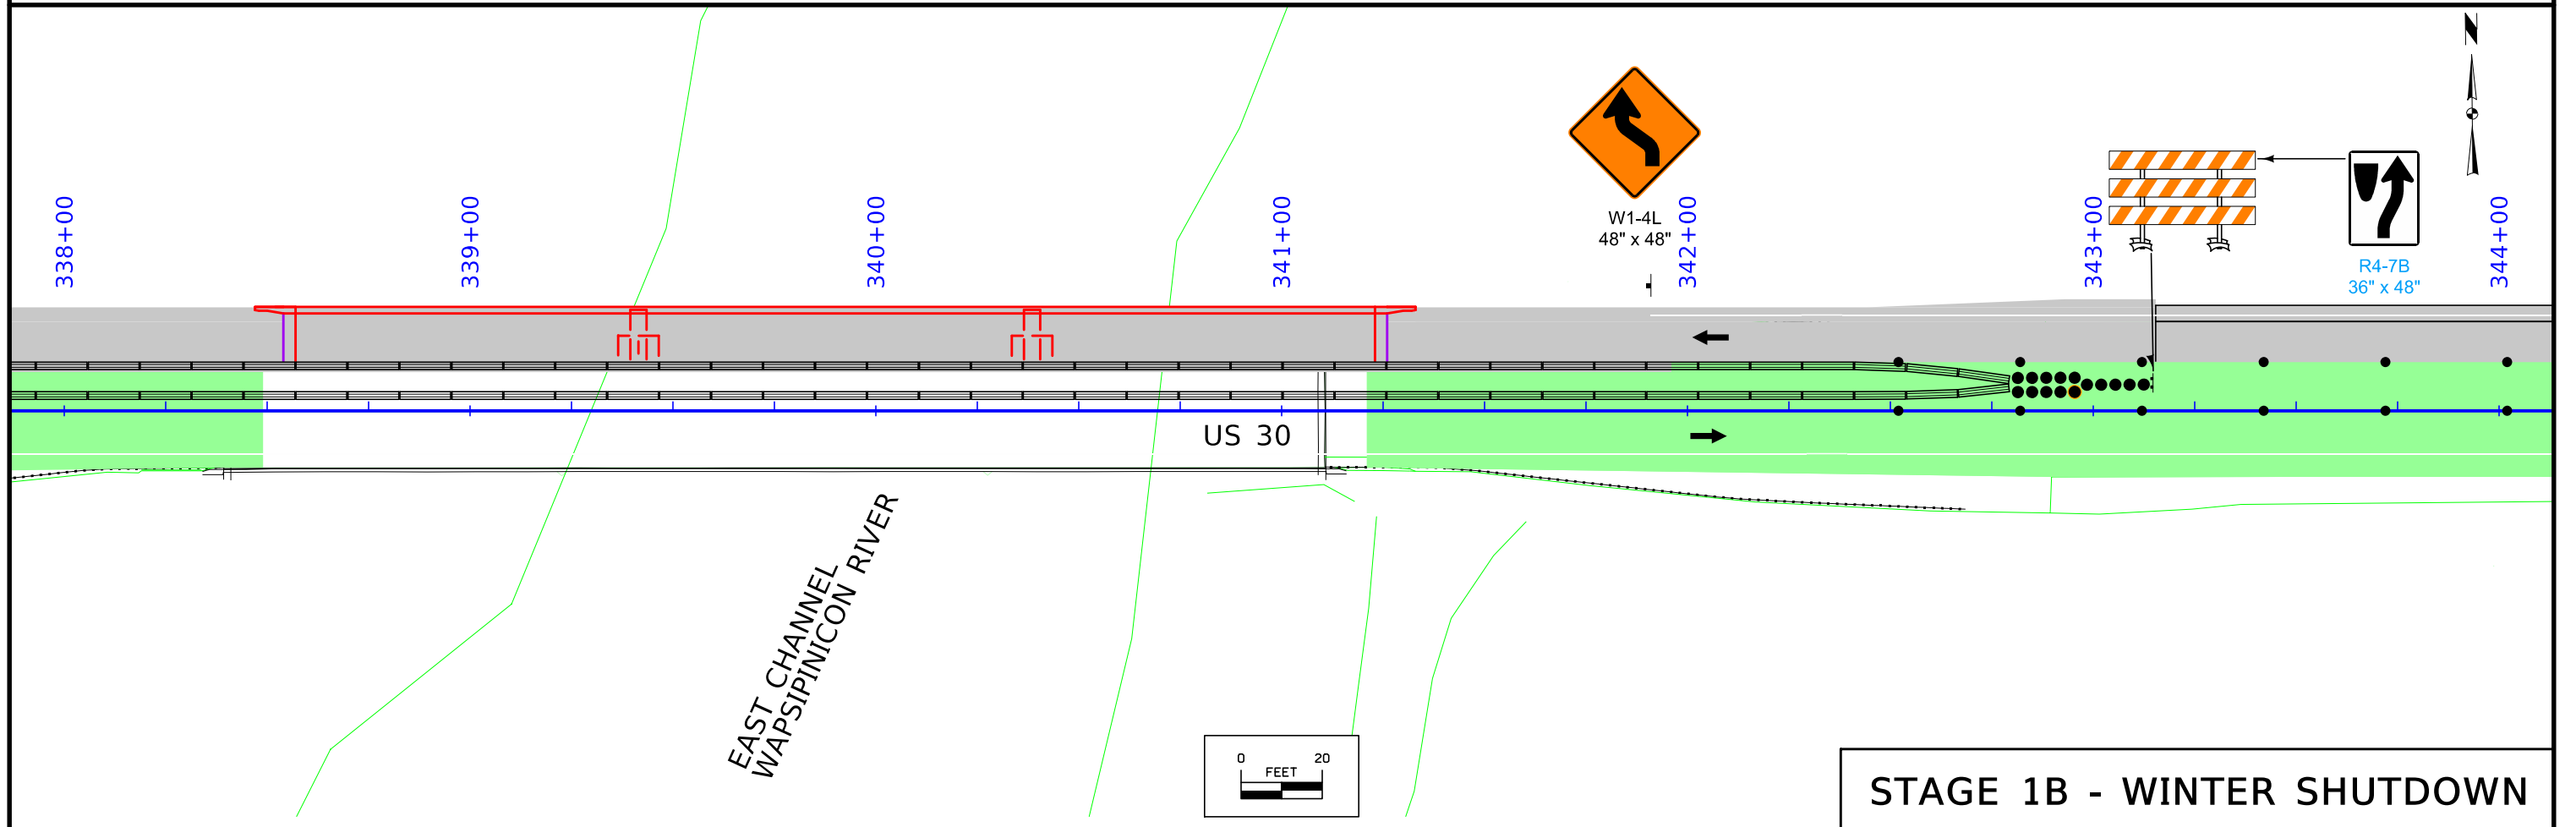 N
W1-4L
48" x 48"
R4-7B
36" x 48"
338+00
339+00
340+00
341+00
342+00
343+00
344+00
US 30
EAST CHANNEL
WAPSIPINICON RIVER
0 20
FEET
STAGE 1B - WINTER SHUTDOWN